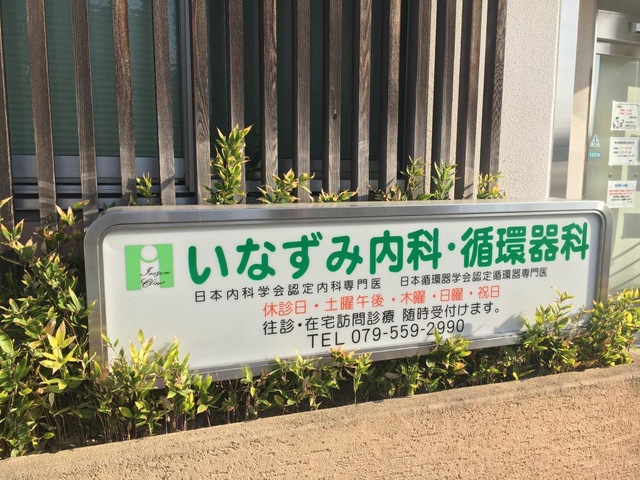 いなずみ内科・循環器科
Inazumi
Clinic
日本内科学会認定内科専門医　日本循環器学会認定循環器専門医
休診日・土曜午後・木曜・日曜・祝日
往診・在宅訪問診療 随時受付けます。
TEL 079-559-2990